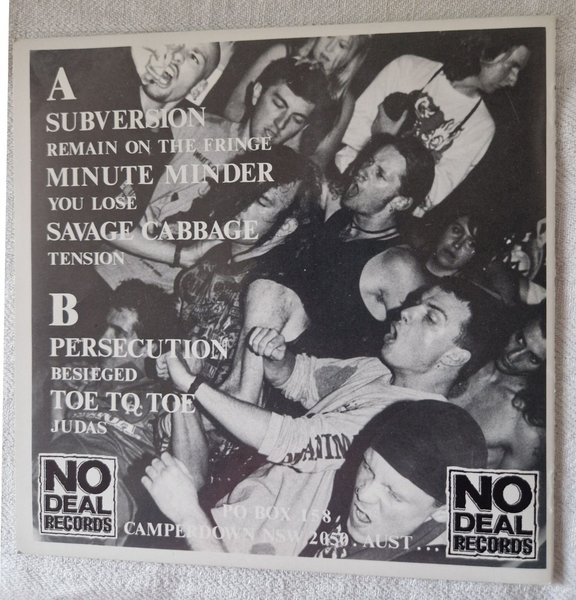 A
SUBVERSION
REMAIN ON THE FRINGE
MINUTE MINDER
YOU LOSE
SAVAGE CABBAGE
TENSION
B
PERSECUTION
BESIEGED
TOE TO TOE
JUDAS
NO
DEAL
RECORDS
PO BOX 158,
CAMPERDOWN NSW 2050. AUST...
NO
DEAL
RECORDS